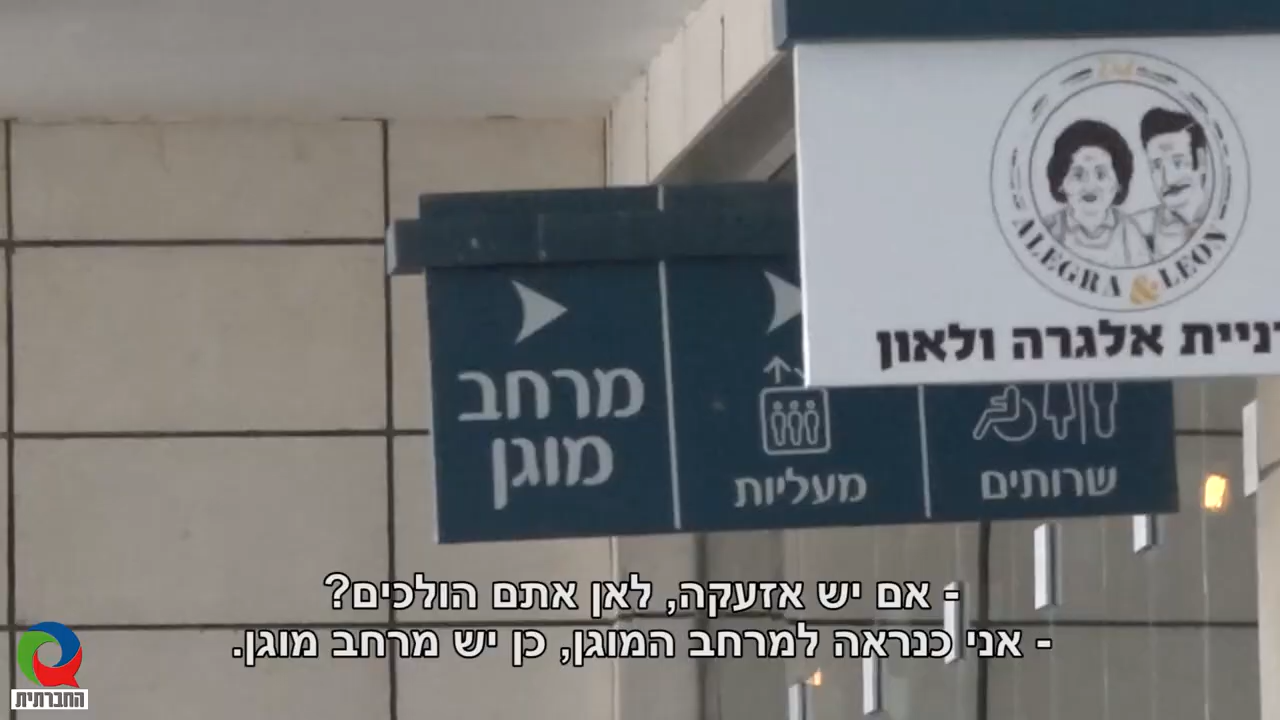 Est
ALEGRA & LEON
אלגרה ולאון
מרחב
מוגן
מעליות
שרותים
- אם יש אזעקה, לאן אתם הולכים?
- אני כנראה למרחב המוגן, כן יש מרחב מוגן.
החברתית